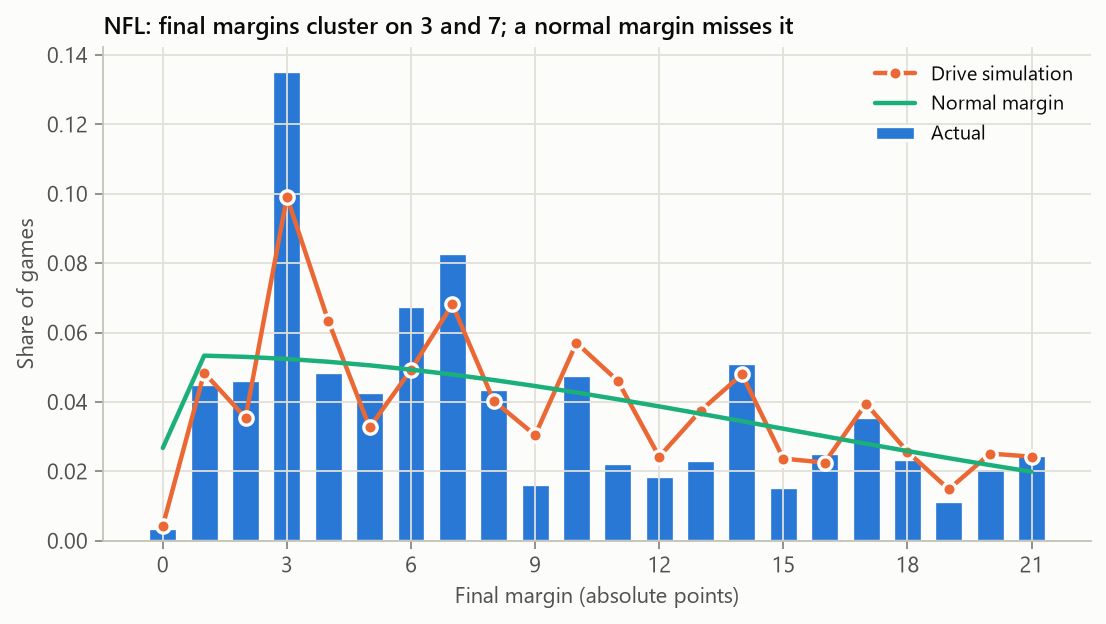 NFL: final margins cluster on 3 and 7; a normal margin misses it
Drive simulation
Normal margin
Actual
Share of games
0.14
0.12
0.10
0.08
0.06
0.04
0.02
0.00
0 3 6 9 12 15 18 21
Final margin (absolute points)